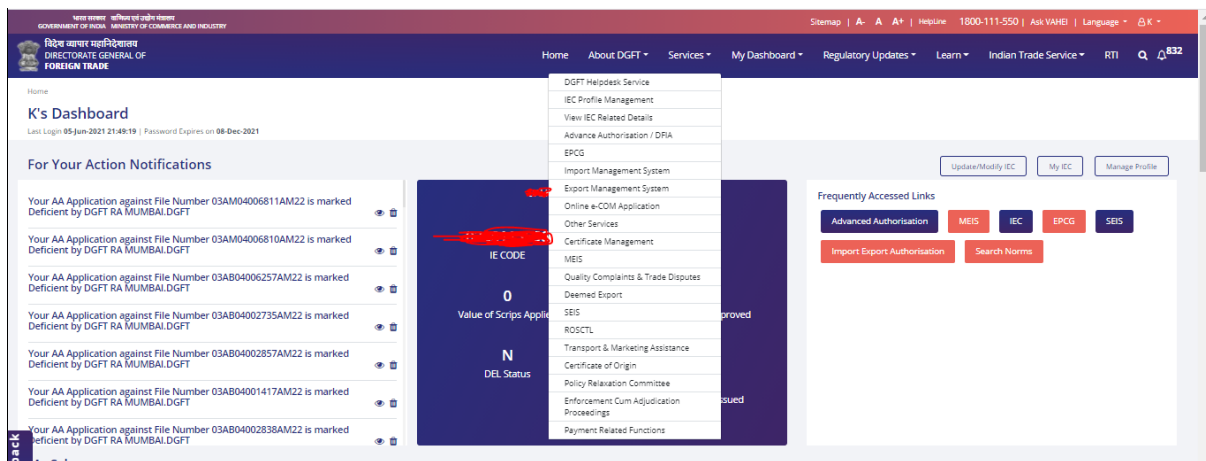 भारत सरकार वाणिज्य एवं उद्योग मंत्रालय
GOVERNMENT OF INDIA MINISTRY OF COMMERCE AND INDUSTRY
Sitemap | A- A A+ | HelpLine 1800-111-550 | Ask VAHEI | Language K
विदेश व्यापार महानिदेशालय
DIRECTORATE GENERAL OF
FOREIGN TRADE
Home About DGFT Services My Dashboard Regulatory Updates Learn Indian Trade Service RTI 832
Home
K's Dashboard
Last Login 05-Jun-2021 21:49:19 | Password Expires on 08-Dec-2021
For Your Action Notifications
Your AA Application against File Number 03AM04006811AM22 is marked
Deficient by DGFT RA MUMBAI.DGFT
Your AA Application against File Number 03AM04006810AM22 is marked
Deficient by DGFT RA MUMBAI.DGFT
Your AA Application against File Number 03AB04006257AM22 is marked
Deficient by DGFT RA MUMBAI.DGFT
Your AA Application against File Number 03AB04002735AM22 is marked
Deficient by DGFT RA MUMBAI.DGFT
Your AA Application against File Number 03AB04002857AM22 is marked
Deficient by DGFT RA MUMBAI.DGFT
Your AA Application against File Number 03AB04001417AM22 is marked
Deficient by DGFT RA MUMBAI.DGFT
Your AA Application against File Number 03AB04002838AM22 is marked
Deficient by DGFT RA MUMBAI.DGFT
back
IE CODE
0
Value of Scrips Applie
proved
N
DEL Status
ssued
DGFT Helpdesk Service
IEC Profile Management
View IEC Related Details
Advance Authorisation / DFIA
EPCG
Import Management System
Export Management System
Online e-COM Application
Other Services
Certificate Management
MEIS
Quality Complaints & Trade Disputes
Deemed Export
SEIS
ROSCTL
Transport & Marketing Assistance
Certificate of Origin
Policy Relaxation Committee
Enforcement Cum Adjudication
Proceedings
Payment Related Functions
Update/Modify IEC My IEC Manage Profile
Frequently Accessed Links
Advanced Authorisation MEIS IEC EPCG SEIS
Import Export Authorisation Search Norms